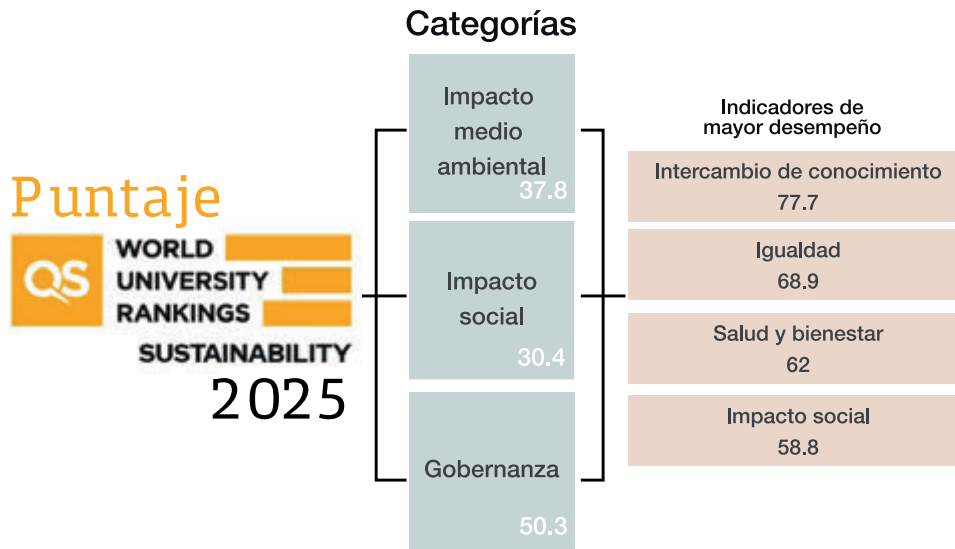 Categorías
Impacto
medio
ambiental
37.8
Puntaje
QS
WORLD
UNIVERSITY
RANKINGS
SUSTAINABILITY
2025
Impacto
social
30.4
Gobernanza
50.3
Indicadores de
mayor desempeño
Intercambio de conocimiento
77.7
Igualdad
68.9
Salud y bienestar
62
Impacto social
58.8